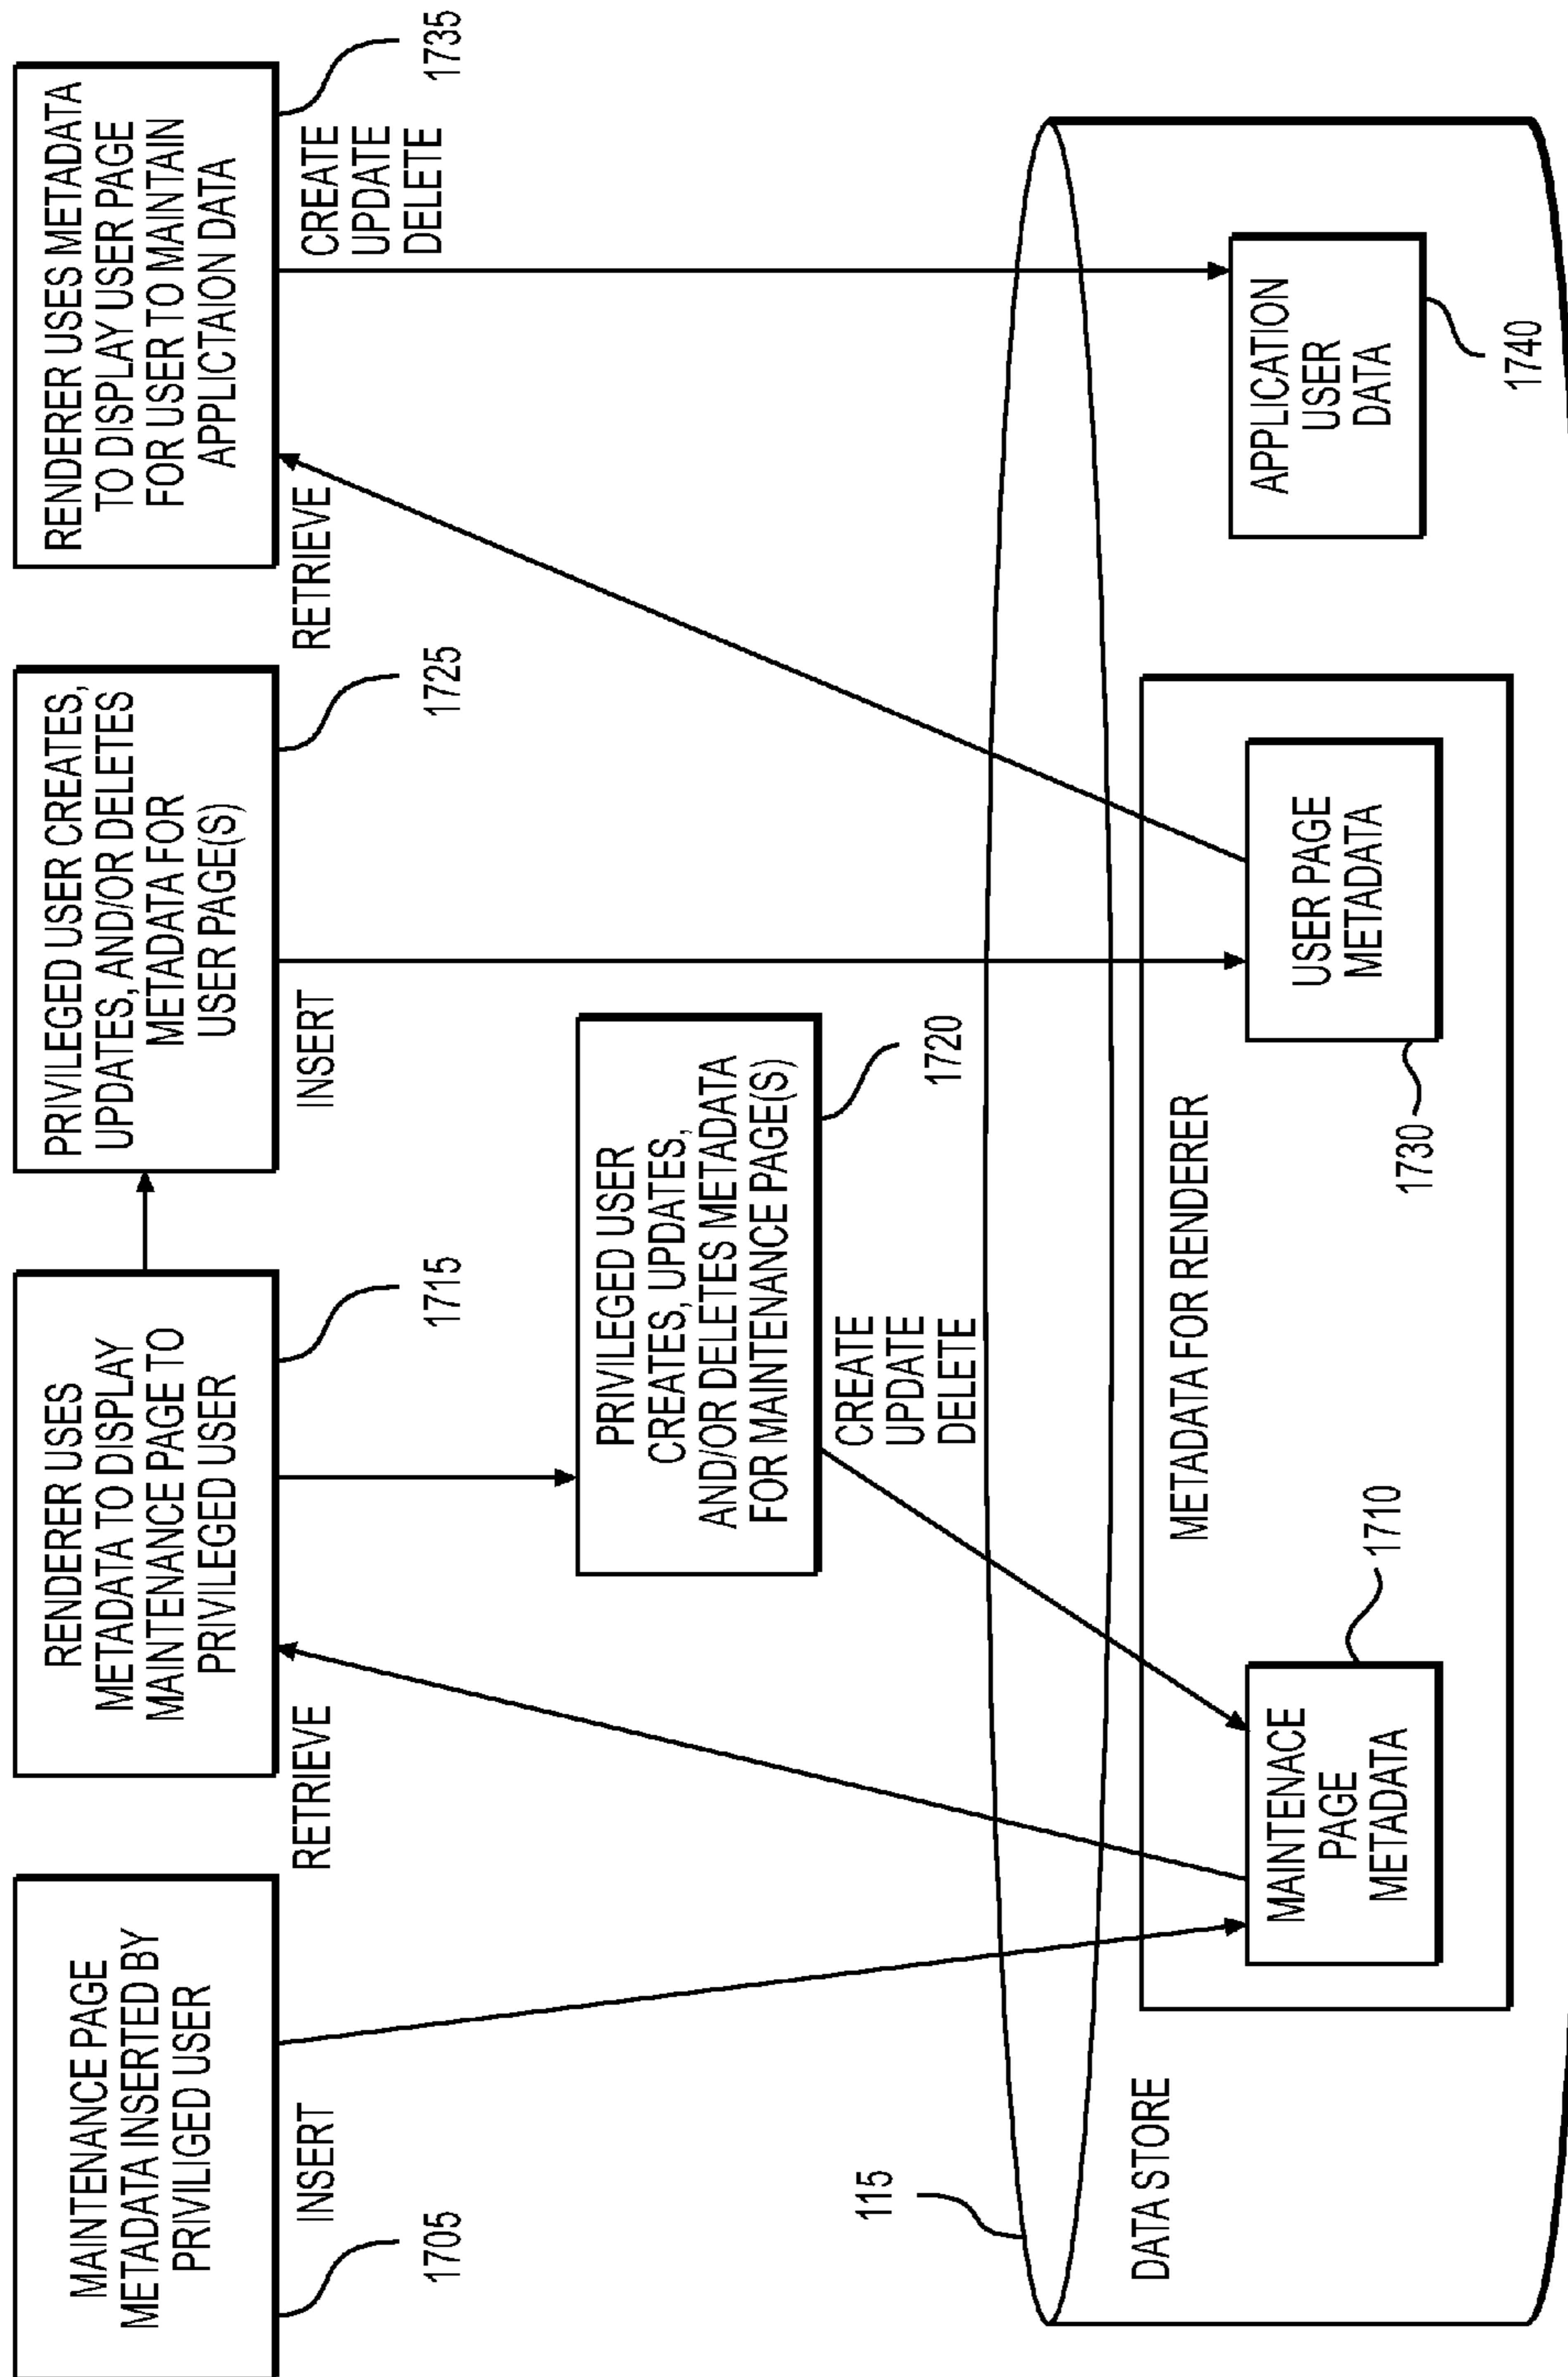 MAINTENANCE PAGE
METADATA INSERTED BY
PRIVILIGED USER
INSERT
1705
RENDERER USES
METADATA TO DISPLAY
MAINTENANCE PAGE TO
PRIVILEGED USER
RETRIEVE
1715
PRIVILEGED USER CREATES,
UPDATES, AND/OR DELETES
METADATA FOR
USER PAGE(S)
INSERT
1725
RENDERER USES METADATA
TO DISPLAY USER PAGE
FOR USER TO MAINTAIN
APPLICTAION DATA
RETRIEVE
CREATE
UPDATE
DELETE
1735
PRIVILEGED USER
CREATES, UPDATES,
AND/OR DELETES METADATA
FOR MAINTENANCE PAGE(S)
CREATE
UPDATE
DELETE
1720
115
DATA STORE
METADATA FOR RENDERER
MAINTENACE
PAGE
METADATA
1710
USER PAGE
METADATA
1730
APPLICATION
USER
DATA
1740